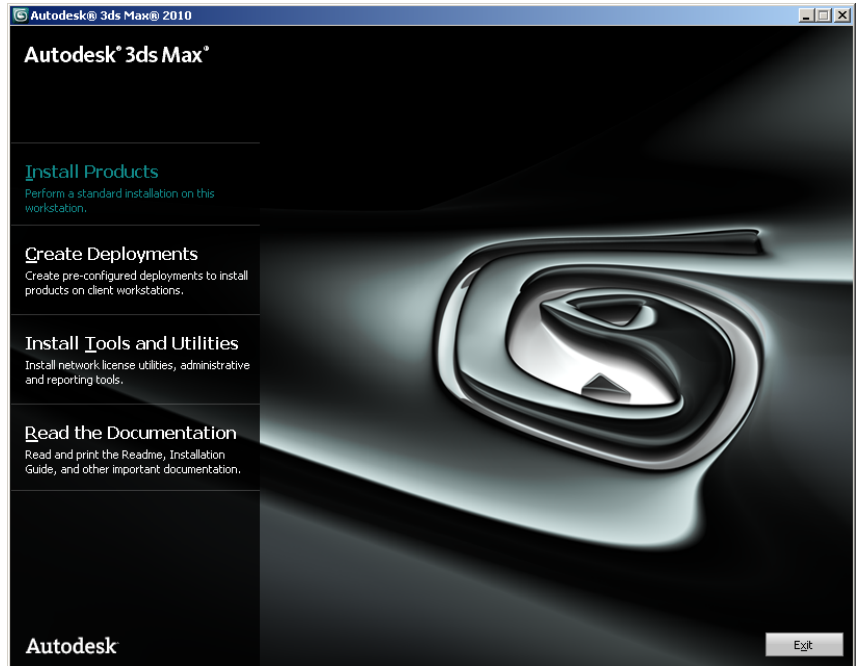 Autodesk® 3ds Max® 2010
Autodesk® 3ds Max®
Install Products
Perform a standard installation on this
workstation.
Create Deployments
Create pre-configured deployments to install
products on client workstations.
Install Tools and Utilities
Install network license utilities, administrative
and reporting tools.
Read the Documentation
Read and print the Readme, Installation
Guide, and other important documentation.
Autodesk
Exit